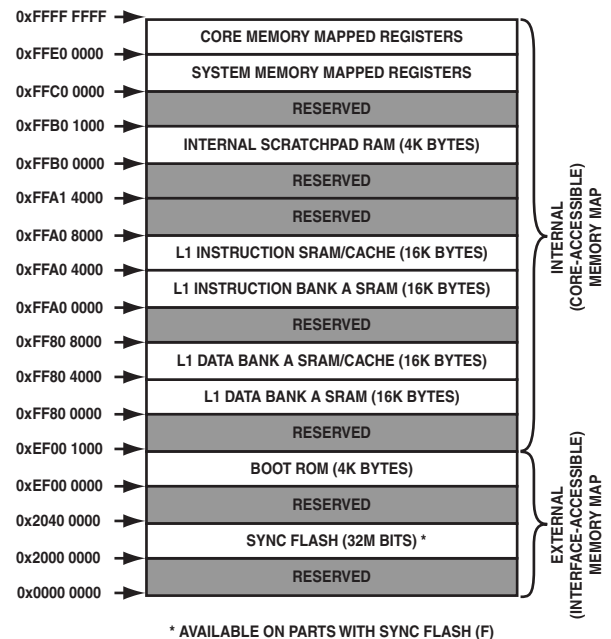 0xFFFF FFFF
CORE MEMORY MAPPED REGISTERS
0xFFE0 0000
SYSTEM MEMORY MAPPED REGISTERS
0xFFC0 0000
RESERVED
0xFFB0 1000
INTERNAL SCRATCHPAD RAM (4K BYTES)
0xFFB0 0000
RESERVED
0xFFA1 4000
RESERVED
0xFFA0 8000
L1 INSTRUCTION SRAM/CACHE (16K BYTES)
0xFFA0 4000
L1 INSTRUCTION BANK A SRAM (16K BYTES)
0xFFA0 0000
RESERVED
0xFF80 8000
L1 DATA BANK A SRAM/CACHE (16K BYTES)
0xFF80 4000
L1 DATA BANK A SRAM (16K BYTES)
0xFF80 0000
RESERVED
0xEF00 1000
BOOT ROM (4K BYTES)
0xEF00 0000
RESERVED
0x2040 0000
SYNC FLASH (32M BITS) *
0x2000 0000
RESERVED
0x0000 0000
INTERNAL
(CORE-ACCESSIBLE)
MEMORY MAP
EXTERNAL
(INTERFACE-ACCESSIBLE)
MEMORY MAP
* AVAILABLE ON PARTS WITH SYNC FLASH (F)